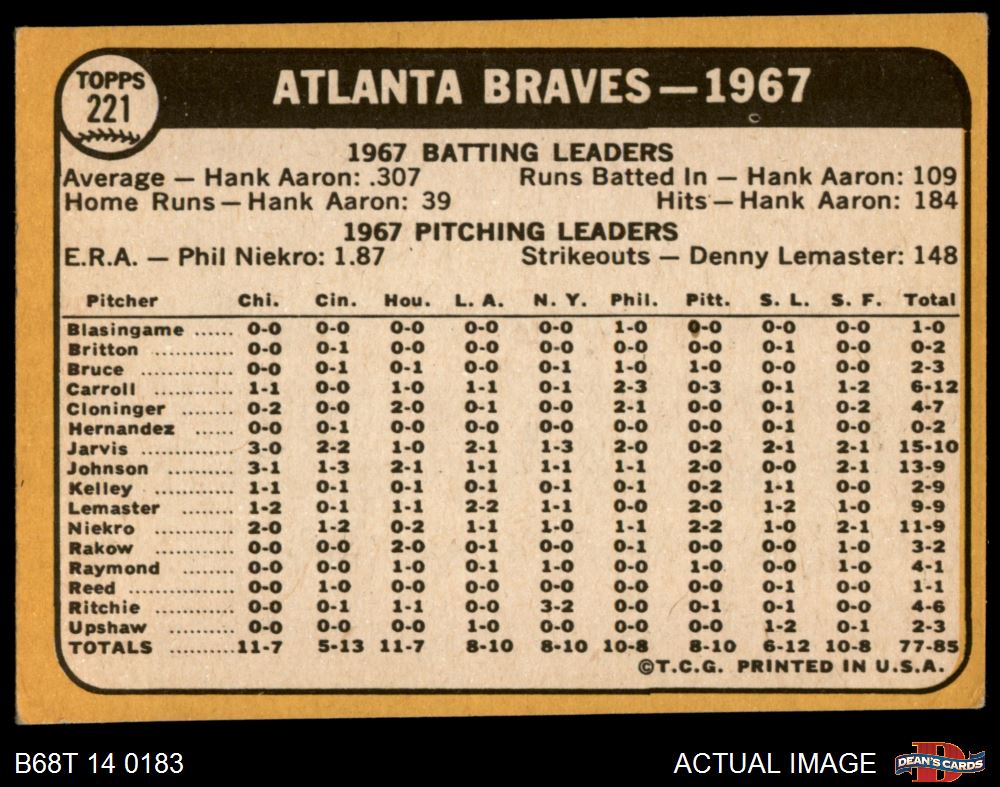 TOPPS
221
ATLANTA BRAVES—1967
1967 BATTING LEADERS
Average — Hank Aaron: .307 Runs Batted In — Hank Aaron: 109
Home Runs — Hank Aaron: 39 Hits — Hank Aaron: 184
1967 PITCHING LEADERS
E.R.A. — Phil Niekro: 1.87 Strikeouts — Denny Lemaster: 148
Pitcher Chi. Cin. Hou. L. A. N. Y. Phil. Pitt. S. L. S. F. Total
Blasingame ...... 0-0 0-0 0-0 0-0 0-0 1-0 0-0 0-0 0-0 1-0
Britton ............ 0-0 0-1 0-0 0-0 0-0 0-0 0-0 0-1 0-0 0-2
Bruce .............. 0-0 0-1 0-1 0-0 0-1 1-0 1-0 0-0 0-0 2-3
Carroll ............ 1-1 0-0 1-0 1-1 0-1 2-3 0-3 0-1 1-2 6-12
Cloninger ........ 0-2 0-0 2-0 0-1 0-0 2-1 0-0 0-1 0-2 4-7
Hernandez ...... 0-0 0-1 0-0 0-0 0-0 0-0 0-0 0-1 0-0 0-2
Jarvis ............. 3-0 2-2 1-0 2-1 1-3 2-0 0-2 2-1 2-1 15-10
Johnson ......... 3-1 1-3 2-1 1-1 1-1 1-1 2-0 0-0 2-1 13-9
Kelley ............ 1-1 0-1 0-1 0-1 0-1 0-1 0-2 1-1 0-0 2-9
Lemaster ........ 1-2 0-1 1-1 2-2 1-1 0-0 2-0 1-2 1-0 9-9
Niekro ............ 2-0 1-2 0-2 1-1 1-0 1-1 2-2 1-0 2-1 11-9
Rakow ............ 0-0 0-0 2-0 0-1 0-0 0-1 0-0 0-0 1-0 3-2
Raymond ........ 0-0 0-0 1-0 0-1 1-0 0-0 1-0 0-0 1-0 4-1
Reed .............. 0-0 1-0 0-0 0-0 0-0 0-0 0-0 0-1 0-0 1-1
Ritchie ............ 0-0 0-1 1-1 0-0 3-2 0-0 0-1 0-1 0-0 4-6
Upshaw .......... 0-0 0-0 0-0 1-0 0-0 0-0 0-0 1-2 0-1 2-3
TOTALS .......... 11-7 5-13 11-7 8-10 8-10 10-8 8-10 6-12 10-8 77-85
©T.C.G. PRINTED IN U.S.A.
B68T 14 0183 ACTUAL IMAGE
D
DEAN'S CARDS